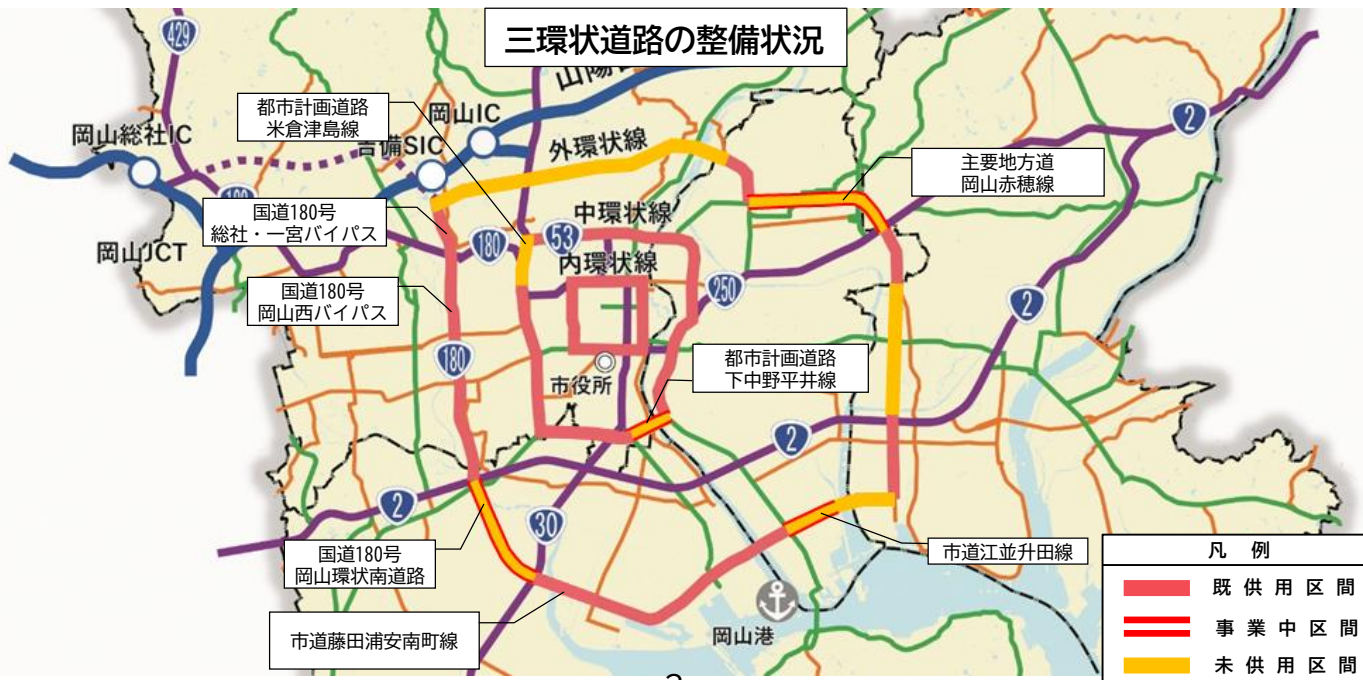 三環状道路の整備状況
429
山陽
都市計画道路
米倉津島線
岡山IC
岡山総社IC
吉備SIC
外環状線
2
主要地方道
岡山赤穂線
国道180号
総社・一宮バイパス
中環状線
180
53
岡山JCT
内環状線
250
国道180号
岡山西バイパス
2
180
市役所
都市計画道路
下中野平井線
2
2
30
国道180号
岡山環状南道路
市道江並升田線
市道藤田浦安南町線
岡山港
凡例
既供用区間
事業中区間
未供用区間